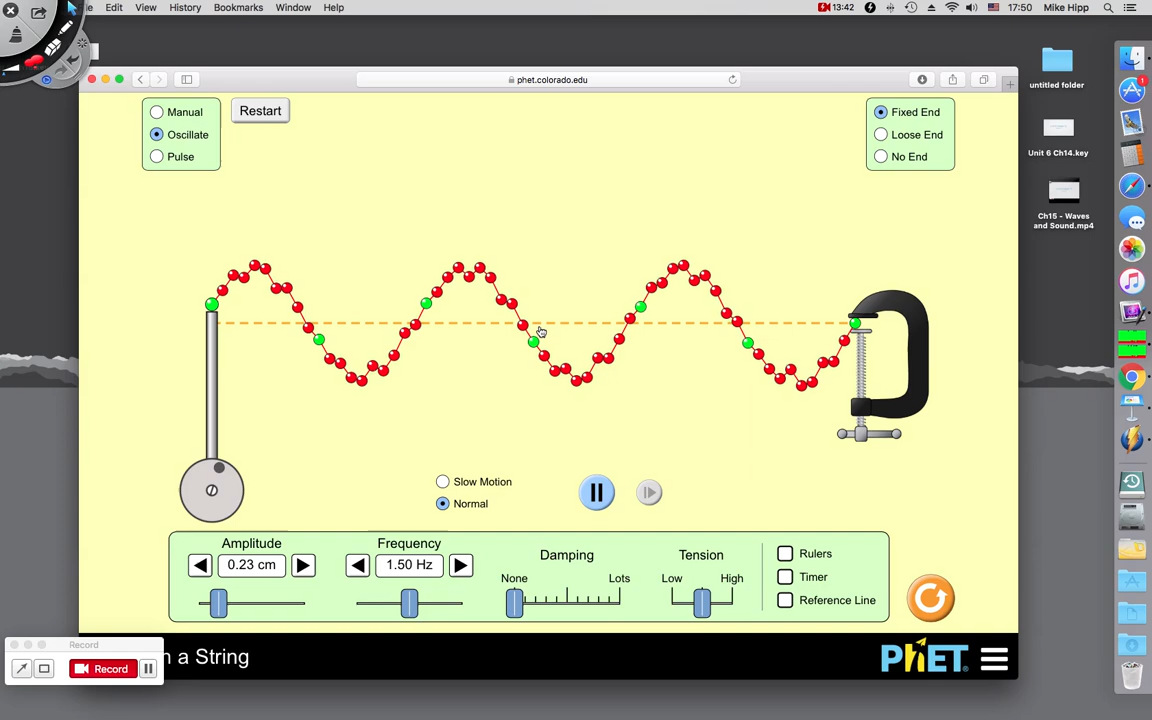 Edit View History Bookmarks Window Help 13:42 17:50 Mike Hipp
phet.colorado.edu
untitled folder
Unit 6 Ch14.key
Ch15 - Waves
and Sound.mp4
1
Manual
Oscillate
Pulse
Restart
Fixed End
Loose End
No End
Slow Motion
Normal
Amplitude
0.23 cm
Frequency
1.50 Hz
Damping
None Lots
Tension
Low High
Rulers
Timer
Reference Line
Record
Record
a String
PhET